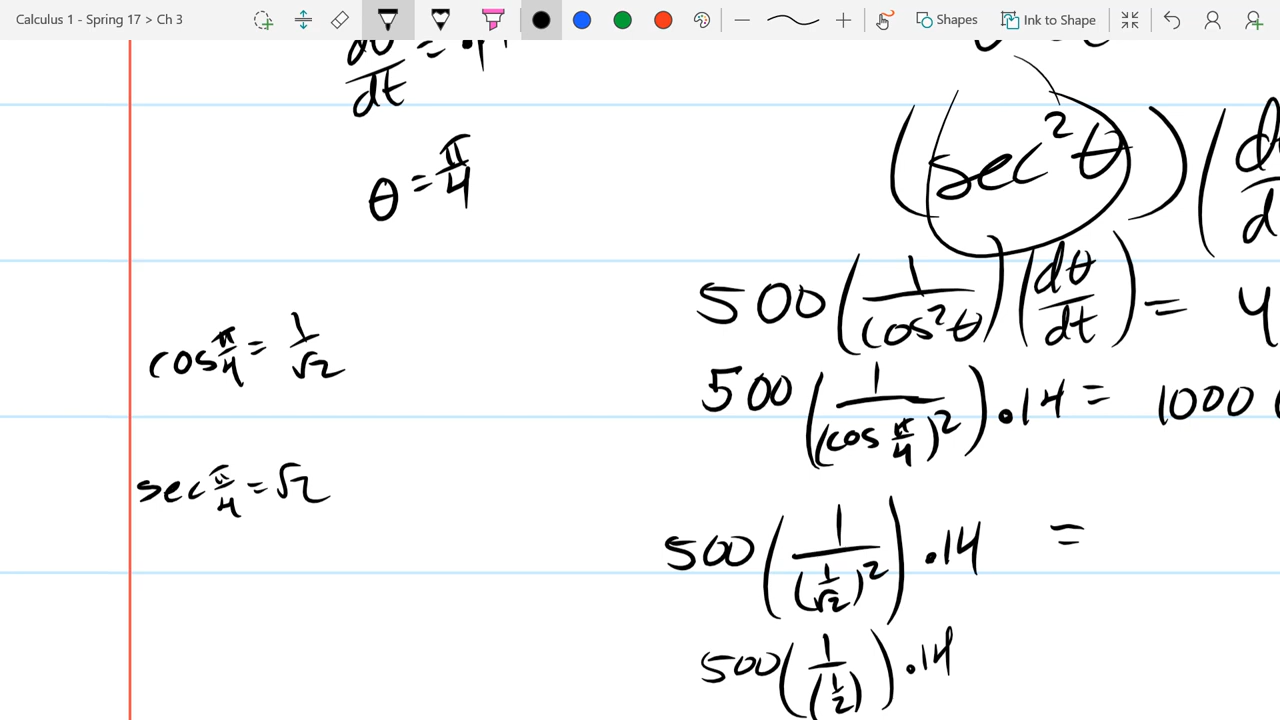 Calculus 1 - Spring 17 > Ch 3
Shapes
Ink to Shape
dt
θ = π/4
(sec²θ)(d
500(1/cos²θ)(dθ/dt) = 4
cos π/4 = 1/√2
500(1/(cos π/4)²) .14 = 1000
sec π/4 = √2
500(1/(1/√2)²) .14 =
500(1/(1/2)) .14